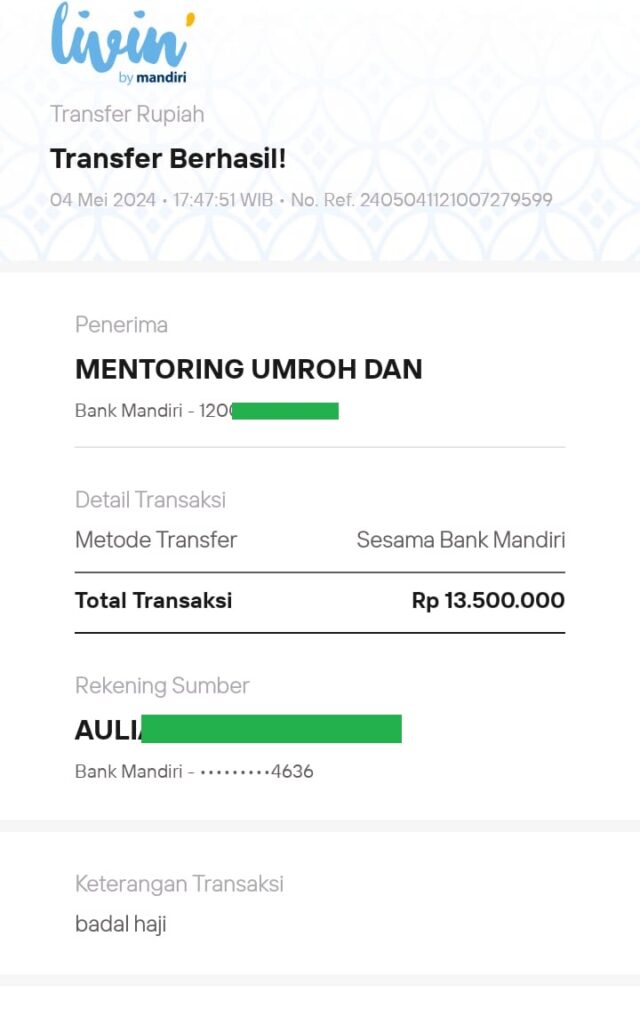 livin'
by mandiri
Transfer Rupiah
Transfer Berhasil!
04 Mei 2024 • 17:47:51 WIB • No. Ref. 2405041121007279599
Penerima
MENTORING UMROH DAN
Bank Mandiri - 120
Detail Transaksi
Metode Transfer Sesama Bank Mandiri
Total Transaksi Rp 13.500.000
Rekening Sumber
AULI
Bank Mandiri - •••••••••4636
Keterangan Transaksi
badal haji